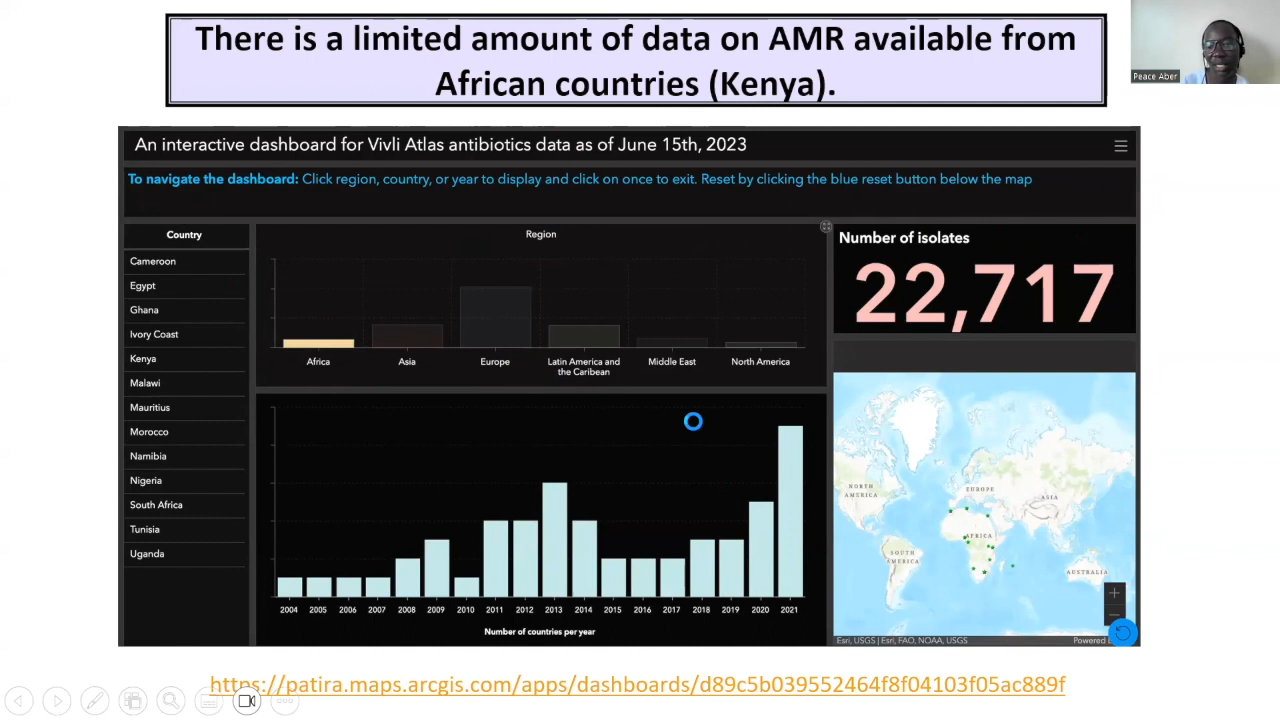 There is a limited amount of data on AMR available from
African countries (Kenya).
Peace Aber
An interactive dashboard for Vivli Atlas antibiotics data as of June 15th, 2023
To navigate the dashboard: Click region, country, or year to display and click on once to exit. Reset by clicking the blue reset button below the map
Country
Cameroon
Egypt
Ghana
Ivory Coast
Kenya
Malawi
Mauritius
Morocco
Namibia
Nigeria
South Africa
Tunisia
Uganda
Region
Africa
Asia
Europe
Latin America and
the Caribean
Middle East
North America
2004 2005 2006 2007 2008 2009 2010 2011 2012 2013 2014 2015 2016 2017 2018 2019 2020 2021
Number of countries per year
Number of isolates
22,717
NORTH
AMERICA
EUROPE
ASIA
AFRICA
SOUTH
AMERICA
AUSTRALIA
Esri, USGS | Esri, FAO, NOAA, USGS
Powered
https://patira.maps.arcgis.com/apps/dashboards/d89c5b039552464f8f04103f05ac889f